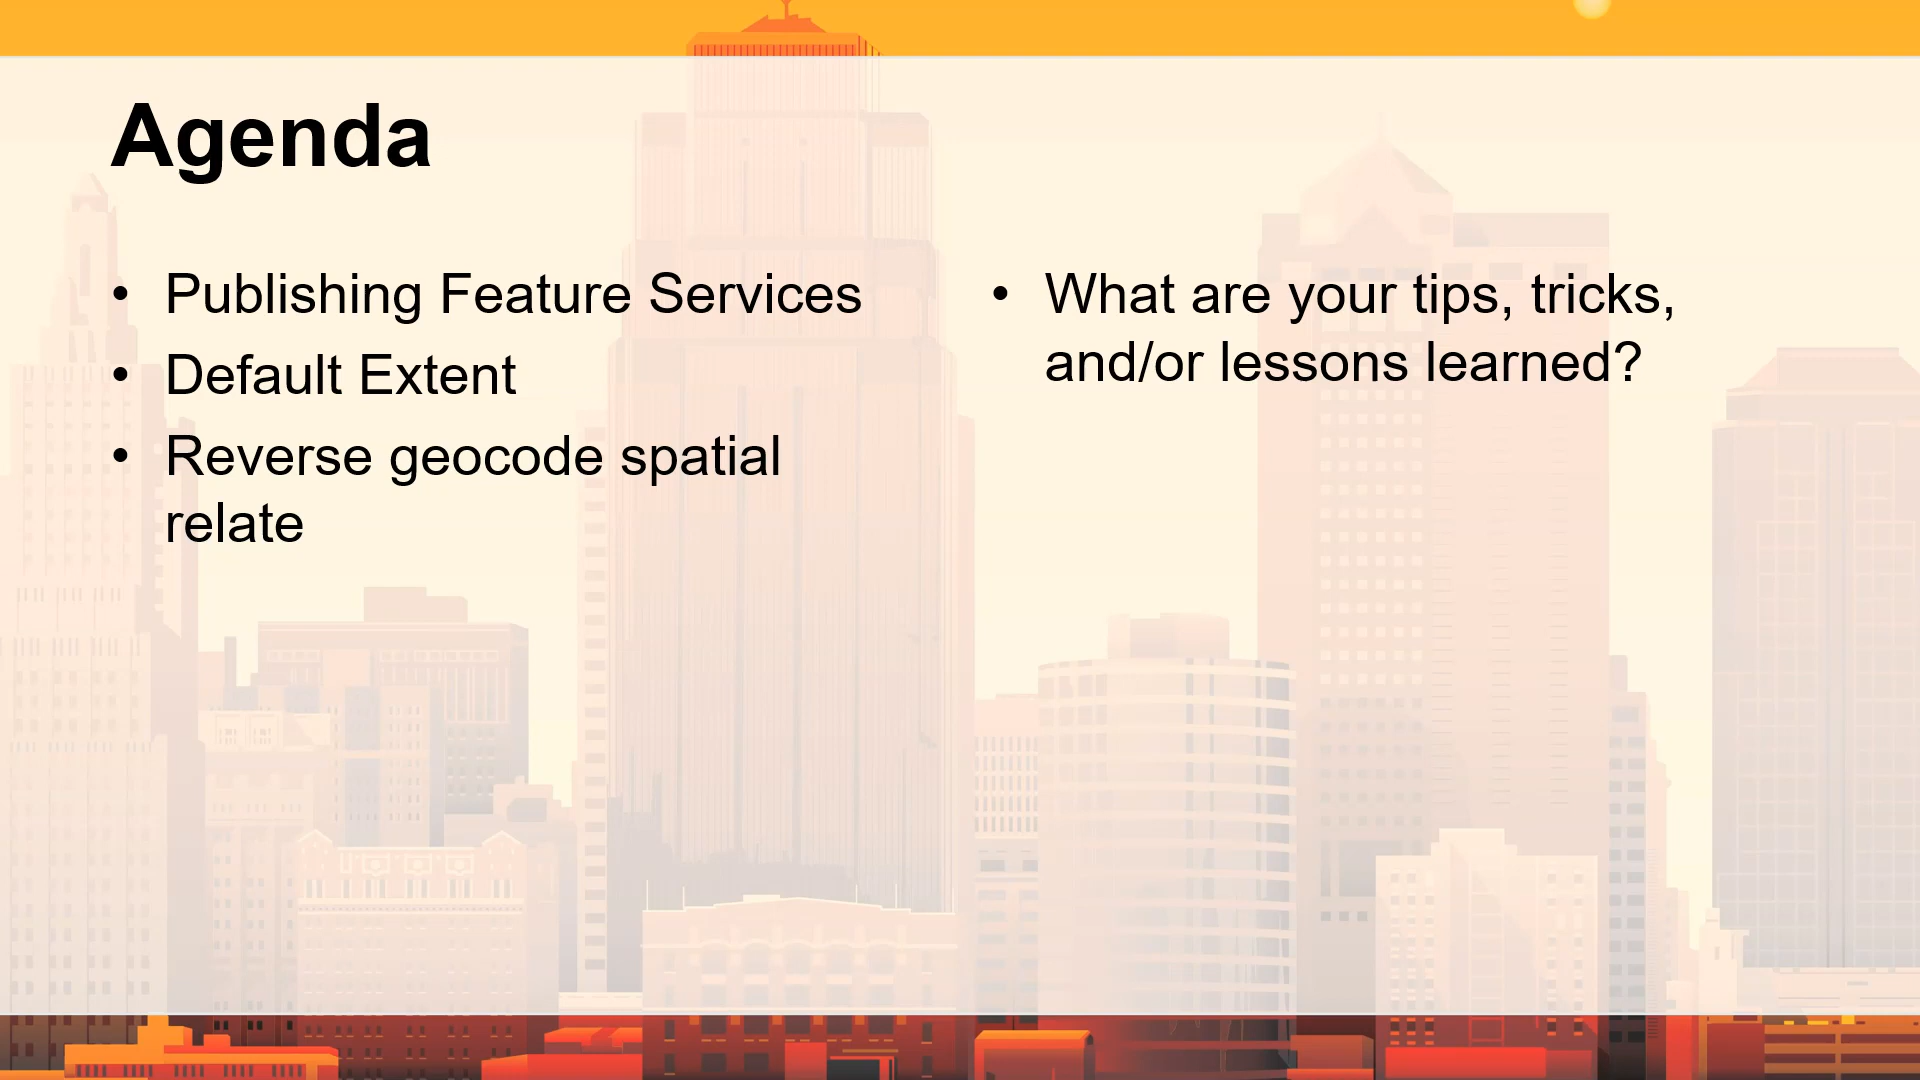 Agenda
• Publishing Feature Services
• Default Extent
• Reverse geocode spatial
relate
• What are your tips, tricks,
and/or lessons learned?